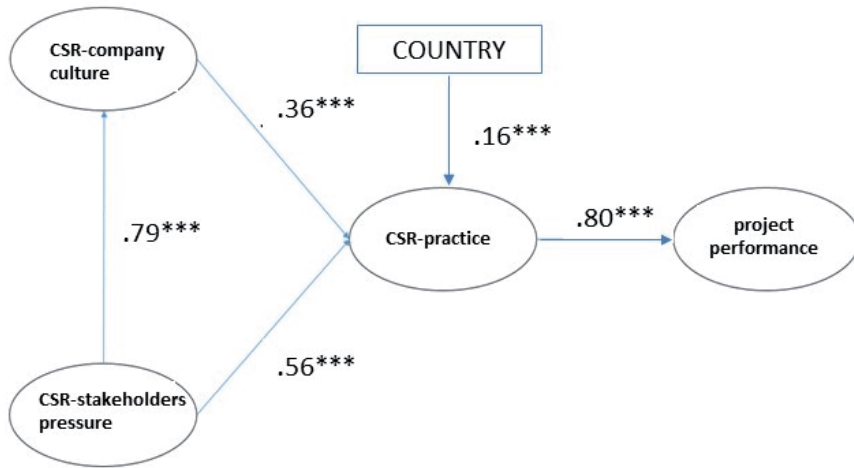 CSR-company
culture
COUNTRY
.36***
.16***
.79***
CSR-practice
.80***
project
performance
.56***
CSR-stakeholders
pressure